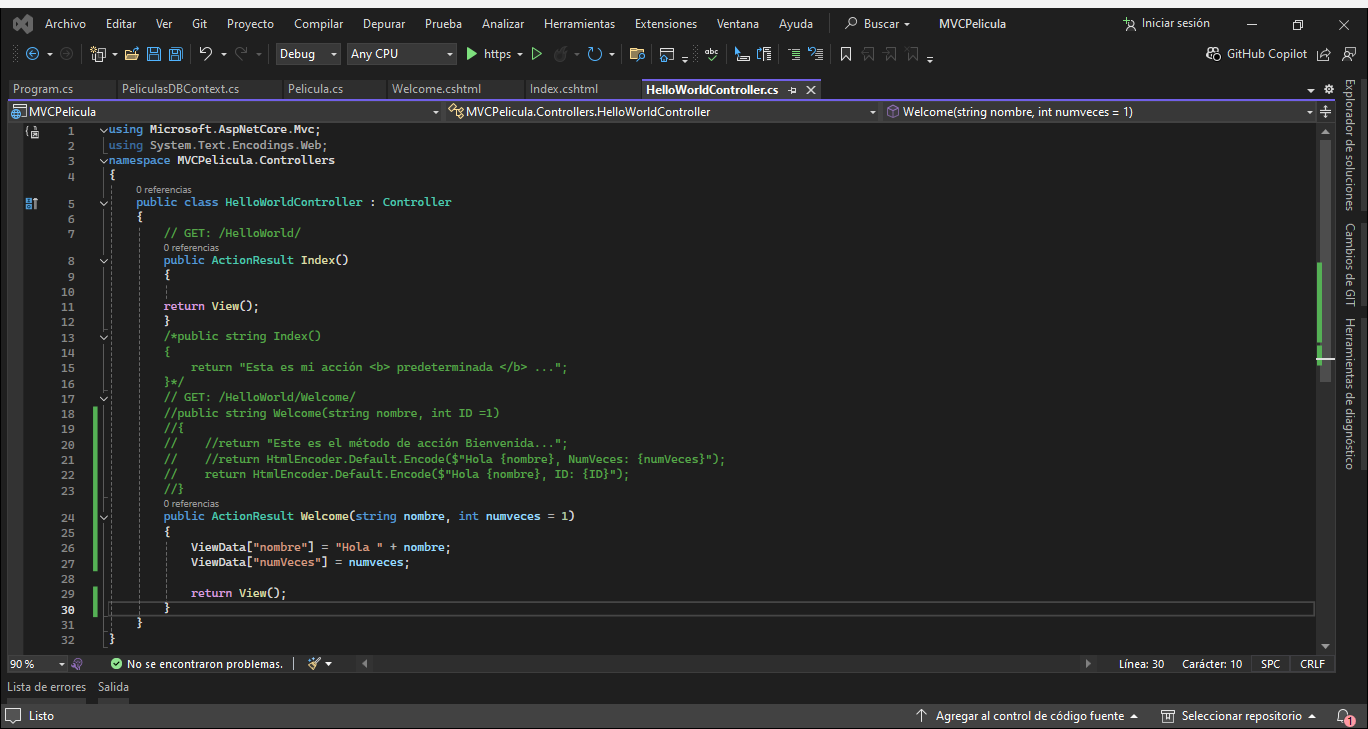 Archivo Editar Ver Git Proyecto Compilar Depurar Prueba Analizar Herramientas Extensiones Ventana Ayuda Buscar MVCPelicula Iniciar sesión
Debug Any CPU https GitHub Copilot
Program.cs PeliculasDBContext.cs Pelicula.cs Welcome.cshtml Index.cshtml HelloWorldController.cs
MVCPelicula MVCPelicula.Controllers.HelloWorldController Welcome(string nombre, int numveces = 1)
1 using Microsoft.AspNetCore.Mvc;
2 using System.Text.Encodings.Web;
3 namespace MVCPelicula.Controllers
4 {
0 referencias
5 public class HelloWorldController : Controller
6 {
7 // GET: /HelloWorld/
0 referencias
8 public ActionResult Index()
9 {
10
11 return View();
12 }
13 /*public string Index()
14 {
15 return "Esta es mi acción <b> predeterminada </b> ...";
16 }*/
17 // GET: /HelloWorld/Welcome/
18 //public string Welcome(string nombre, int ID =1)
19 //{
20 // //return "Este es el método de acción Bienvenida...";
21 // //return HtmlEncoder.Default.Encode($"Hola {nombre}, NumVeces: {numVeces}");
22 // return HtmlEncoder.Default.Encode($"Hola {nombre}, ID: {ID}");
23 //}
0 referencias
24 public ActionResult Welcome(string nombre, int numveces = 1)
25 {
26 ViewData["nombre"] = "Hola " + nombre;
27 ViewData["numVeces"] = numveces;
28
29 return View();
30 }
31 }
32 }
Explorador de soluciones
Cambios de GIT
Herramientas de diagnóstico
90 % No se encontraron problemas. Línea: 30 Carácter: 10 SPC CRLF
Lista de errores Salida
Listo Agregar al control de código fuente Seleccionar repositorio 1